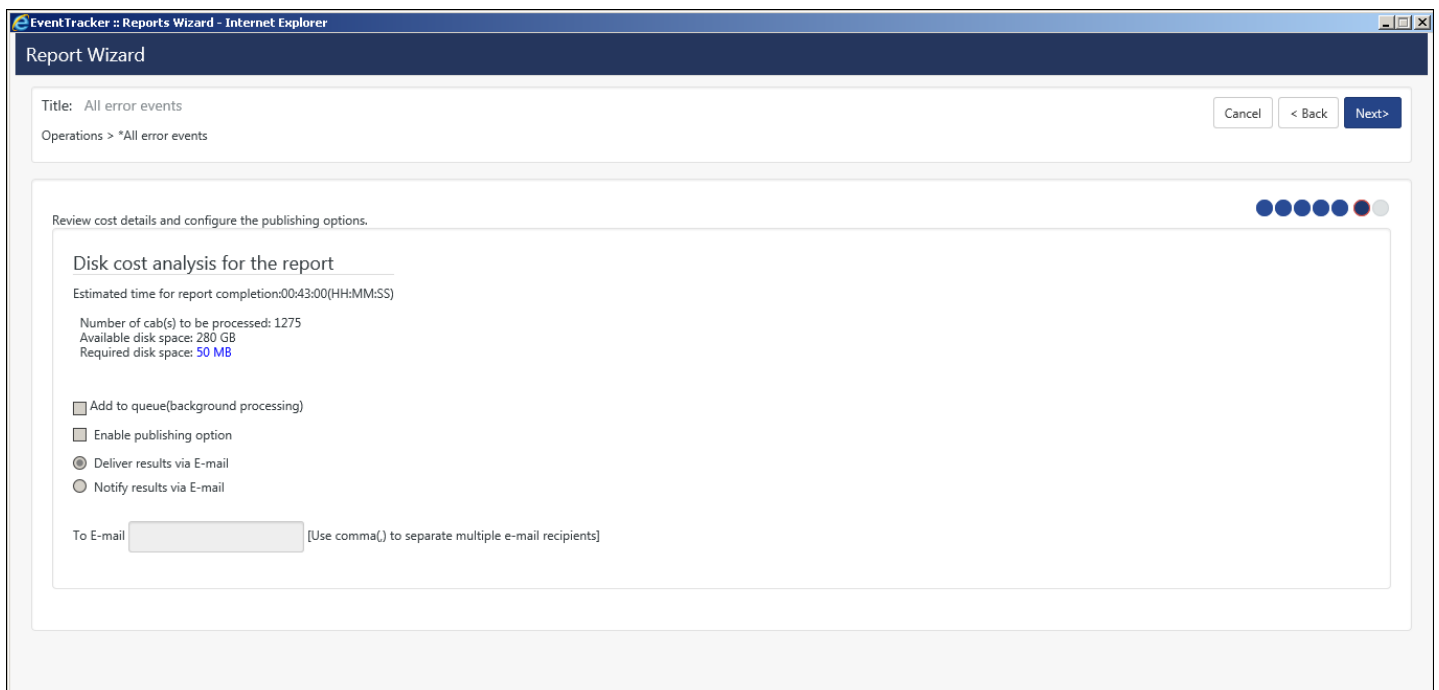 EventTracker :: Reports Wizard - Internet Explorer
Report Wizard
Title: All error events
Cancel
< Back
Next>
Operations > *All error events
Review cost details and configure the publishing options.
Disk cost analysis for the report
Estimated time for report completion:00:43:00(HH:MM:SS)
Number of cab(s) to be processed: 1275
Available disk space: 280 GB
Required disk space: 50 MB
Add to queue(background processing)
Enable publishing option
Deliver results via E-mail
Notify results via E-mail
To E-mail [Use comma(,) to separate multiple e-mail recipients]